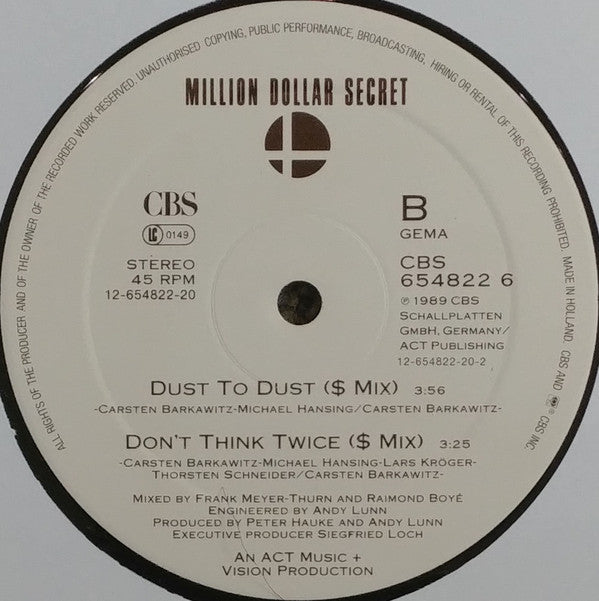 ALL RIGHTS OF THE PRODUCER AND OF THE OWNER OF THE RECORDED WORK RESERVED. UNAUTHORISED COPYING, PUBLIC PERFORMANCE, BROADCASTING, HIRING OR RENTAL OF THIS RECORDING PROHIBITED. MADE IN HOLLAND. CBS AND ® CBS INC.
MILLION DOLLAR SECRET
CBS
LC 0149
STEREO
45 RPM
12-654822-20
B
GEMA
CBS
654822 6
℗ 1989 CBS
SCHALLPLATTEN
GMBH, GERMANY/
ACT PUBLISHING
12-654822-20-2
DUST TO DUST ($ MIX) 3:56
-CARSTEN BARKAWITZ-MICHAEL HANSING/CARSTEN BARKAWITZ-
DON'T THINK TWICE ($ MIX) 3:25
-CARSTEN BARKAWITZ-MICHAEL HANSING-LARS KRÖGER-
THORSTEN SCHNEIDER/CARSTEN BARKAWITZ-
MIXED BY FRANK MEYER-THURN AND RAIMOND BOYÉ
ENGINEERED BY ANDY LUNN
PRODUCED BY PETER HAUKE AND ANDY LUNN
EXECUTIVE PRODUCER SIEGFRIED LOCH
AN ACT MUSIC +
VISION PRODUCTION